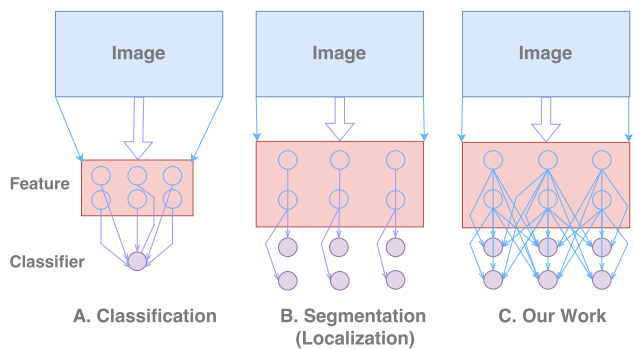 Image
Image
Image
Feature
Classifier
A. Classification
B. Segmentation
(Localization)
C. Our Work